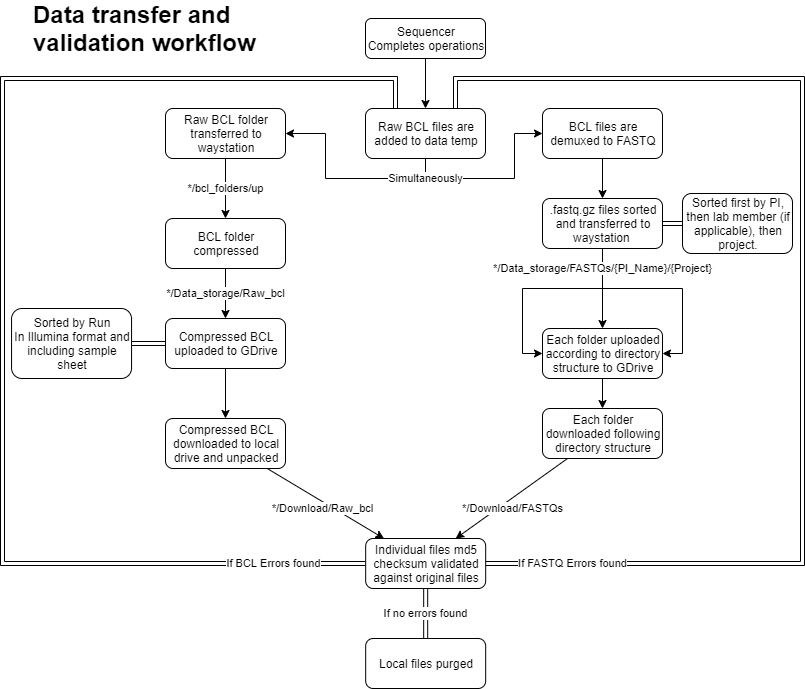 Data transfer and
validation workflow
Sequencer
Completes operations
Raw BCL folder
transferred to
waystation
Raw BCL files are
added to data temp
BCL files are
demuxed to FASTQ
Simultaneously
*/bcl_folders/up
.fastq.gz files sorted
and transferred to
waystation
Sorted first by PI,
then lab member (if
applicable), then
project.
BCL folder
compressed
*/Data_storage/FASTQs/{PI_Name}/{Project}
*/Data_storage/Raw_bcl
Sorted by Run
In Illumina format and
including sample
sheet
Compressed BCL
uploaded to GDrive
Each folder uploaded
according to directory
structure to GDrive
Compressed BCL
downloaded to local
drive and unpacked
Each folder
downloaded following
directory structure
*/Download/Raw_bcl
*/Download/FASTQs
Individual files md5
checksum validated
against original files
If BCL Errors found
If FASTQ Errors found
If no errors found
Local files purged